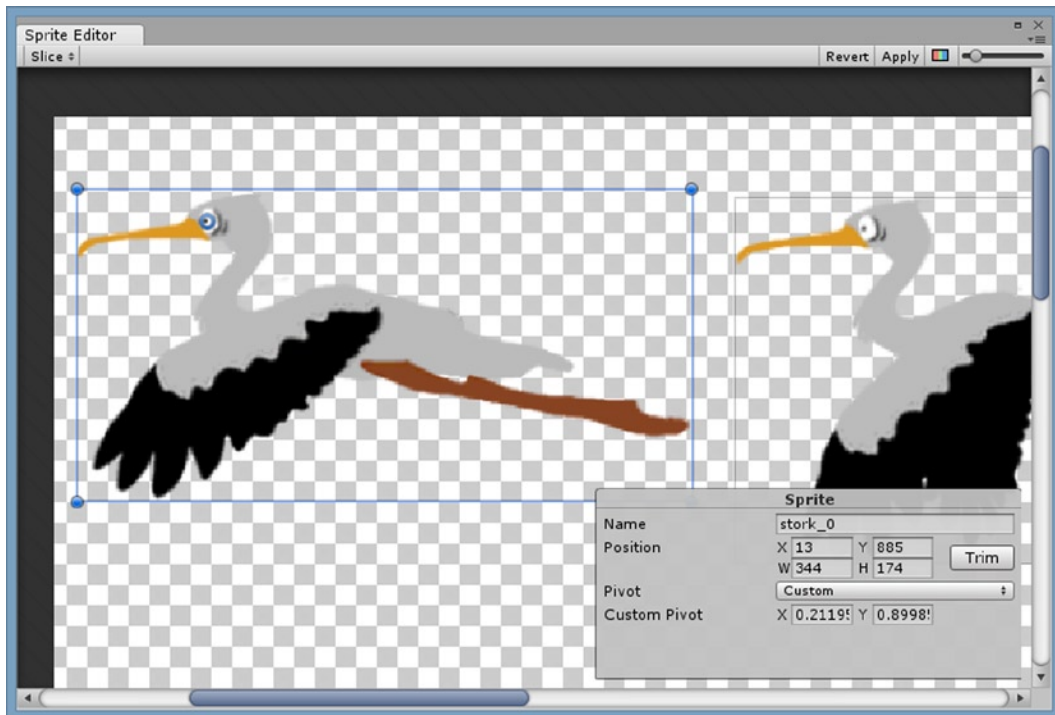 Sprite Editor
Slice
Revert Apply
Sprite
Name stork_0
Position X 13 Y 885
W 344 H 174
Trim
Pivot Custom
Custom Pivot X 0.2119 Y 0.8998